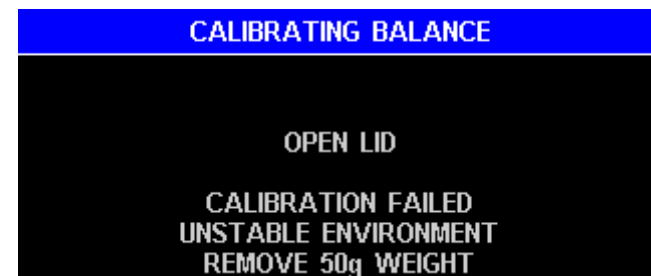 CALIBRATING BALANCE
OPEN LID
CALIBRATION FAILED
UNSTABLE ENVIRONMENT
REMOVE 50g WEIGHT